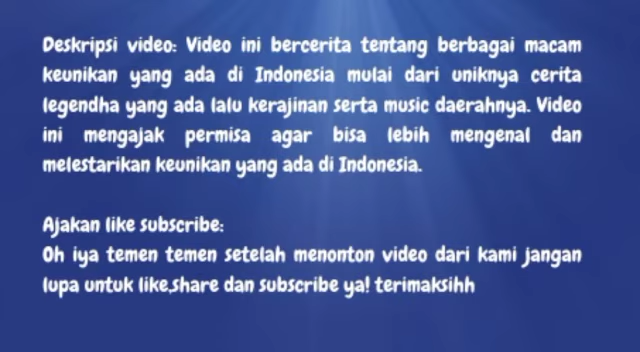 Deskripsi video: Video ini bercerita tentang berbagai macam
keunikan yang ada di Indonesia mulai dari uniknya cerita
legendha yang ada lalu kerajinan serta music daerahnya. Video
ini mengajak permisa agar bisa lebih mengenal dan
melestarikan keunikan yang ada di Indonesia.
Ajakan like subscribe:
Oh iya temen temen setelah menonton video dari kami jangan
lupa untuk like,share dan subscribe ya! terimaksihh